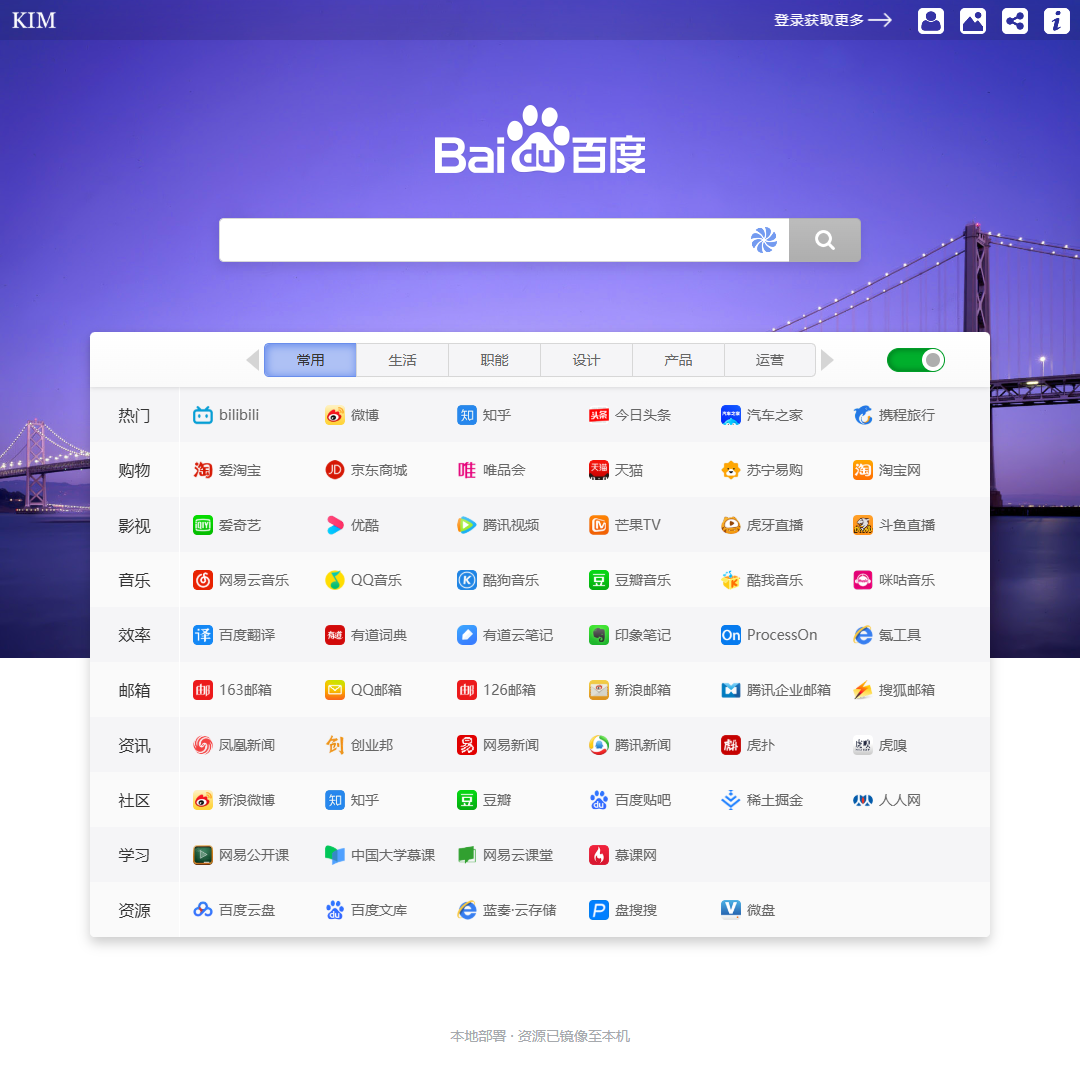 KIM
登录获取更多
Bai du 百度
常用 生活 职能 设计 产品 运营
热门 bilibili 微博 知乎 今日头条 汽车之家 携程旅行
购物 爱淘宝 京东商城 唯品会 天猫 苏宁易购 淘宝网
影视 爱奇艺 优酷 腾讯视频 芒果TV 虎牙直播 斗鱼直播
音乐 网易云音乐 QQ音乐 酷狗音乐 豆瓣音乐 酷我音乐 咪咕音乐
效率 百度翻译 有道词典 有道云笔记 印象笔记 ProcessOn 氪工具
邮箱 163邮箱 QQ邮箱 126邮箱 新浪邮箱 腾讯企业邮箱 搜狐邮箱
资讯 凤凰新闻 创业邦 网易新闻 腾讯新闻 虎扑 虎嗅
社区 新浪微博 知乎 豆瓣 百度贴吧 稀土掘金 人人网
学习 网易公开课 中国大学慕课 网易云课堂 慕课网
资源 百度云盘 百度文库 蓝奏·云存储 盘搜搜 微盘
本地部署 · 资源已镜像至本机